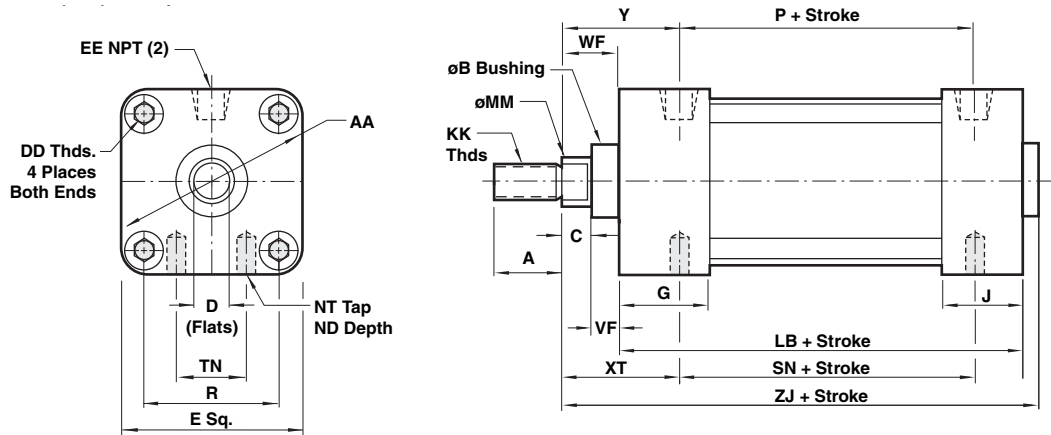 EE NPT (2)
AA
DD Thds.
4 Places
Both Ends
D
(Flats)
NT Tap
ND Depth
TN
R
E Sq.
Y
P + Stroke
WF
øB Bushing
øMM
KK
Thds
C
A
G
J
VF
LB + Stroke
XT
SN + Stroke
ZJ + Stroke